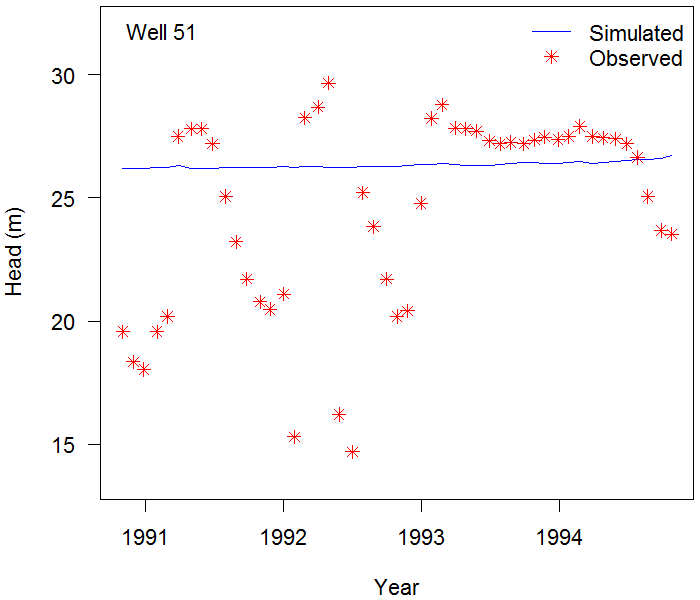 Well 51
Simulated
Observed
30
25
20
15
Head (m)
1991 1992 1993 1994
Year